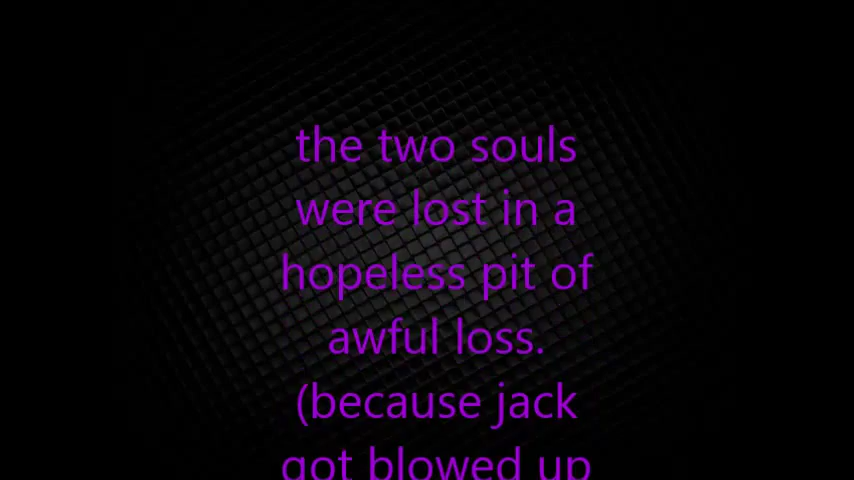 the two souls
were lost in a
hopeless pit of
awful loss.
(because jack
got blowed up